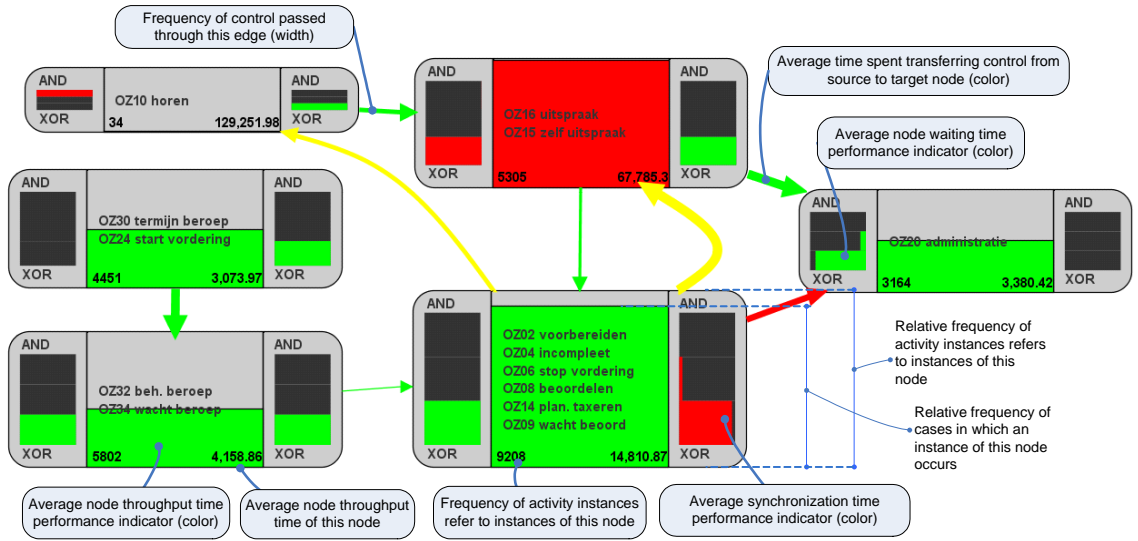 Frequency of control passed
through this edge (width)
AND
XOR
OZ10 horen
34
129,251.98
AND
XOR
AND
XOR
OZ16 uitspraak
OZ15 zelf uitspraak
5305
67,785.3
AND
XOR
Average time spent transferring control from
source to target node (color)
Average node waiting time
performance indicator (color)
AND
XOR
OZ30 termijn beroep
OZ24 start vordering
4451
3,073.97
AND
XOR
AND
XOR
OZ20 administratie
3164
3,380.42
AND
XOR
AND
XOR
OZ32 beh. beroep
OZ34 wacht beroep
5802
4,158.86
AND
XOR
AND
XOR
OZ02 voorbereiden
OZ04 incompleet
OZ06 stop vordering
OZ08 beoordelen
OZ14 plan. taxeren
OZ09 wacht beoord
9208
14,810.87
AND
XOR
Relative frequency of
activity instances refers
to instances of this
node
Relative frequency of
cases in which an
instance of this node
occurs
Average node throughput time
performance indicator (color)
Average node throughput
time of this node
Frequency of activity instances
refer to instances of this node
Average synchronization time
performance indicator (color)